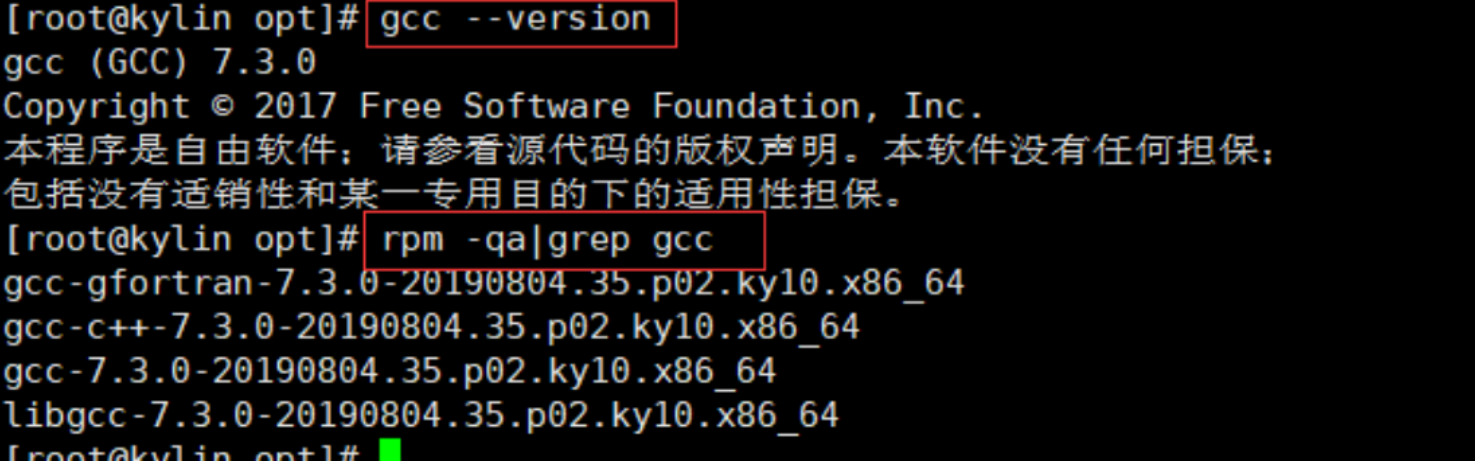 [root@kylin opt]# gcc --version
gcc (GCC) 7.3.0
Copyright © 2017 Free Software Foundation, Inc.
本程序是自由软件；请参看源代码的版权声明。本软件没有任何担保；
包括没有适销性和某一专用目的下的适用性担保。
[root@kylin opt]# rpm -qa|grep gcc
gcc-gfortran-7.3.0-20190804.35.p02.ky10.x86_64
gcc-c++-7.3.0-20190804.35.p02.ky10.x86_64
gcc-7.3.0-20190804.35.p02.ky10.x86_64
libgcc-7.3.0-20190804.35.p02.ky10.x86_64
[root@kylin opt]#